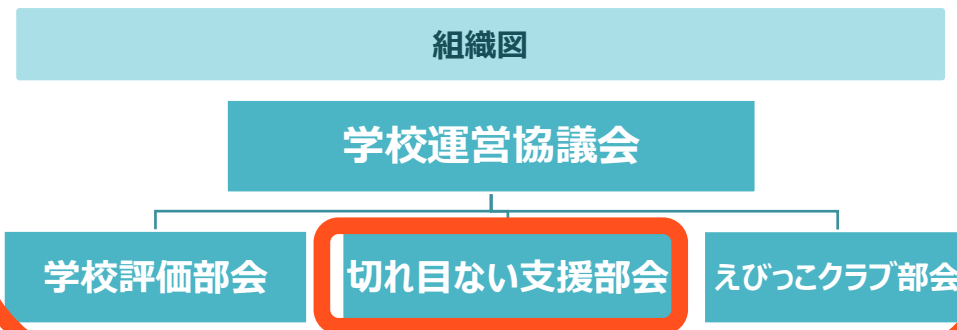 組織図
学校運営協議会
学校評価部会
切れ目ない支援部会
えびっこクラブ部会